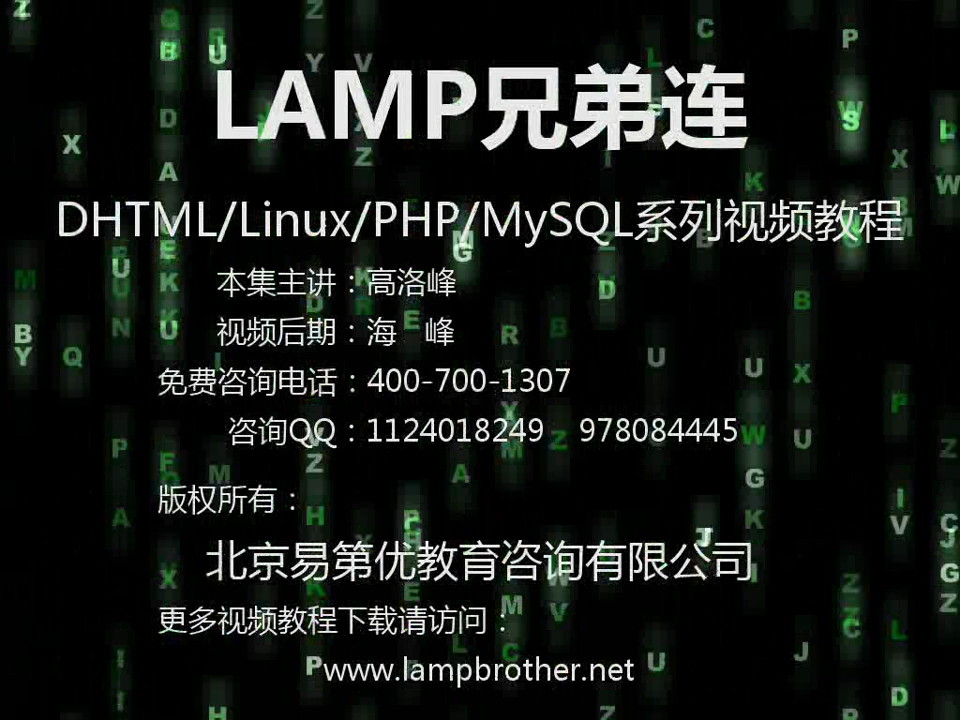 LAMP兄弟连
DHTML/Linux/PHP/MySQL系列视频教程
本集主讲：高洛峰
视频后期：海 峰
免费咨询电话：400-700-1307
咨询QQ：1124018249 978084445
版权所有：
北京易第优教育咨询有限公司
更多视频教程下载请访问：
www.lampbrother.net